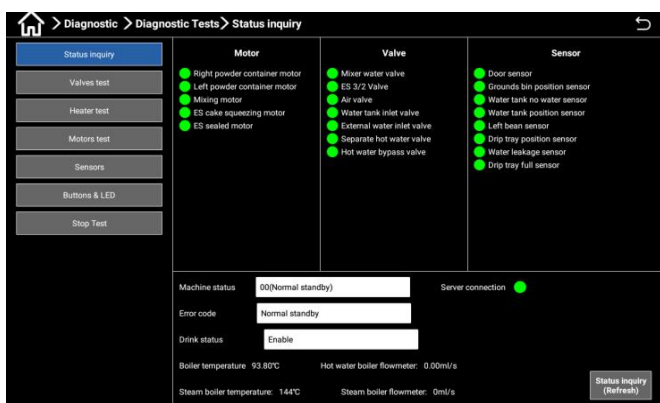 > Diagnostic > Diagnostic Tests > Status inquiry
Status inquiry
Valves test
Heater test
Motors test
Sensors
Buttons & LED
Stop Test
Motor
Right powder container motor
Left powder container motor
Mixing motor
ES cake squeezing motor
ES sealed motor
Valve
Mixer water valve
ES 3/2 Valve
Air valve
Water tank inlet valve
External water inlet valve
Separate hot water valve
Hot water bypass valve
Sensor
Door sensor
Grounds bin position sensor
Water tank no water sensor
Water tank position sensor
Left bean sensor
Drip tray position sensor
Water leakage sensor
Drip tray full sensor
Machine status 00(Normal standby) Server connection
Error code Normal standby
Drink status Enable
Boiler temperature 93.80℃ Hot water boiler flowmeter: 0.00ml/s
Steam boiler temperature: 144℃ Steam boiler flowmeter: 0ml/s
Status inquiry
(Refresh)